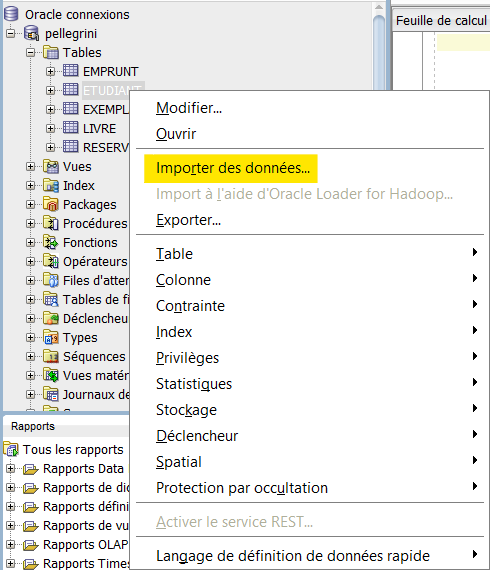 Oracle connexions
pellegrini
Tables
EMPRUNT
ETUDIANT
EXEMPL
LIVRE
RESERV
Vues
Index
Packages
Procédures
Fonctions
Opérateurs
Files d'atter
Tables de fi
Déclencheu
Types
Séquences
Vues matér
Journaux de
Rapports
Tous les rapports
Rapports Data
Rapports de dic
Rapports défini
Rapports de vu
Rapports OLAP
Rapports Times
Feuille de calcul
Modifier...
Ouvrir
Importer des données...
Import à l'aide d'Oracle Loader for Hadoop...
Exporter...
Table
Colonne
Contrainte
Index
Privilèges
Statistiques
Stockage
Déclencheur
Spatial
Protection par occultation
Activer le service REST...
Langage de définition de données rapide